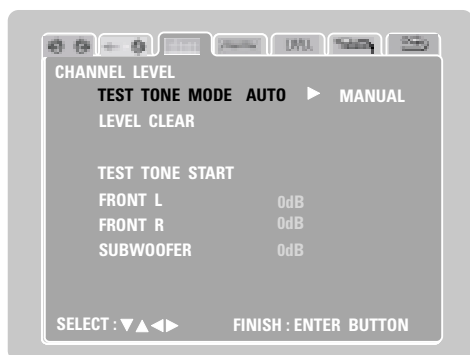 CHANNEL LEVEL
TEST TONE MODE AUTO ▶ MANUAL
LEVEL CLEAR
TEST TONE START
FRONT L 0dB
FRONT R 0dB
SUBWOOFER 0dB
SELECT : ▼▲◀▶ FINISH : ENTER BUTTON